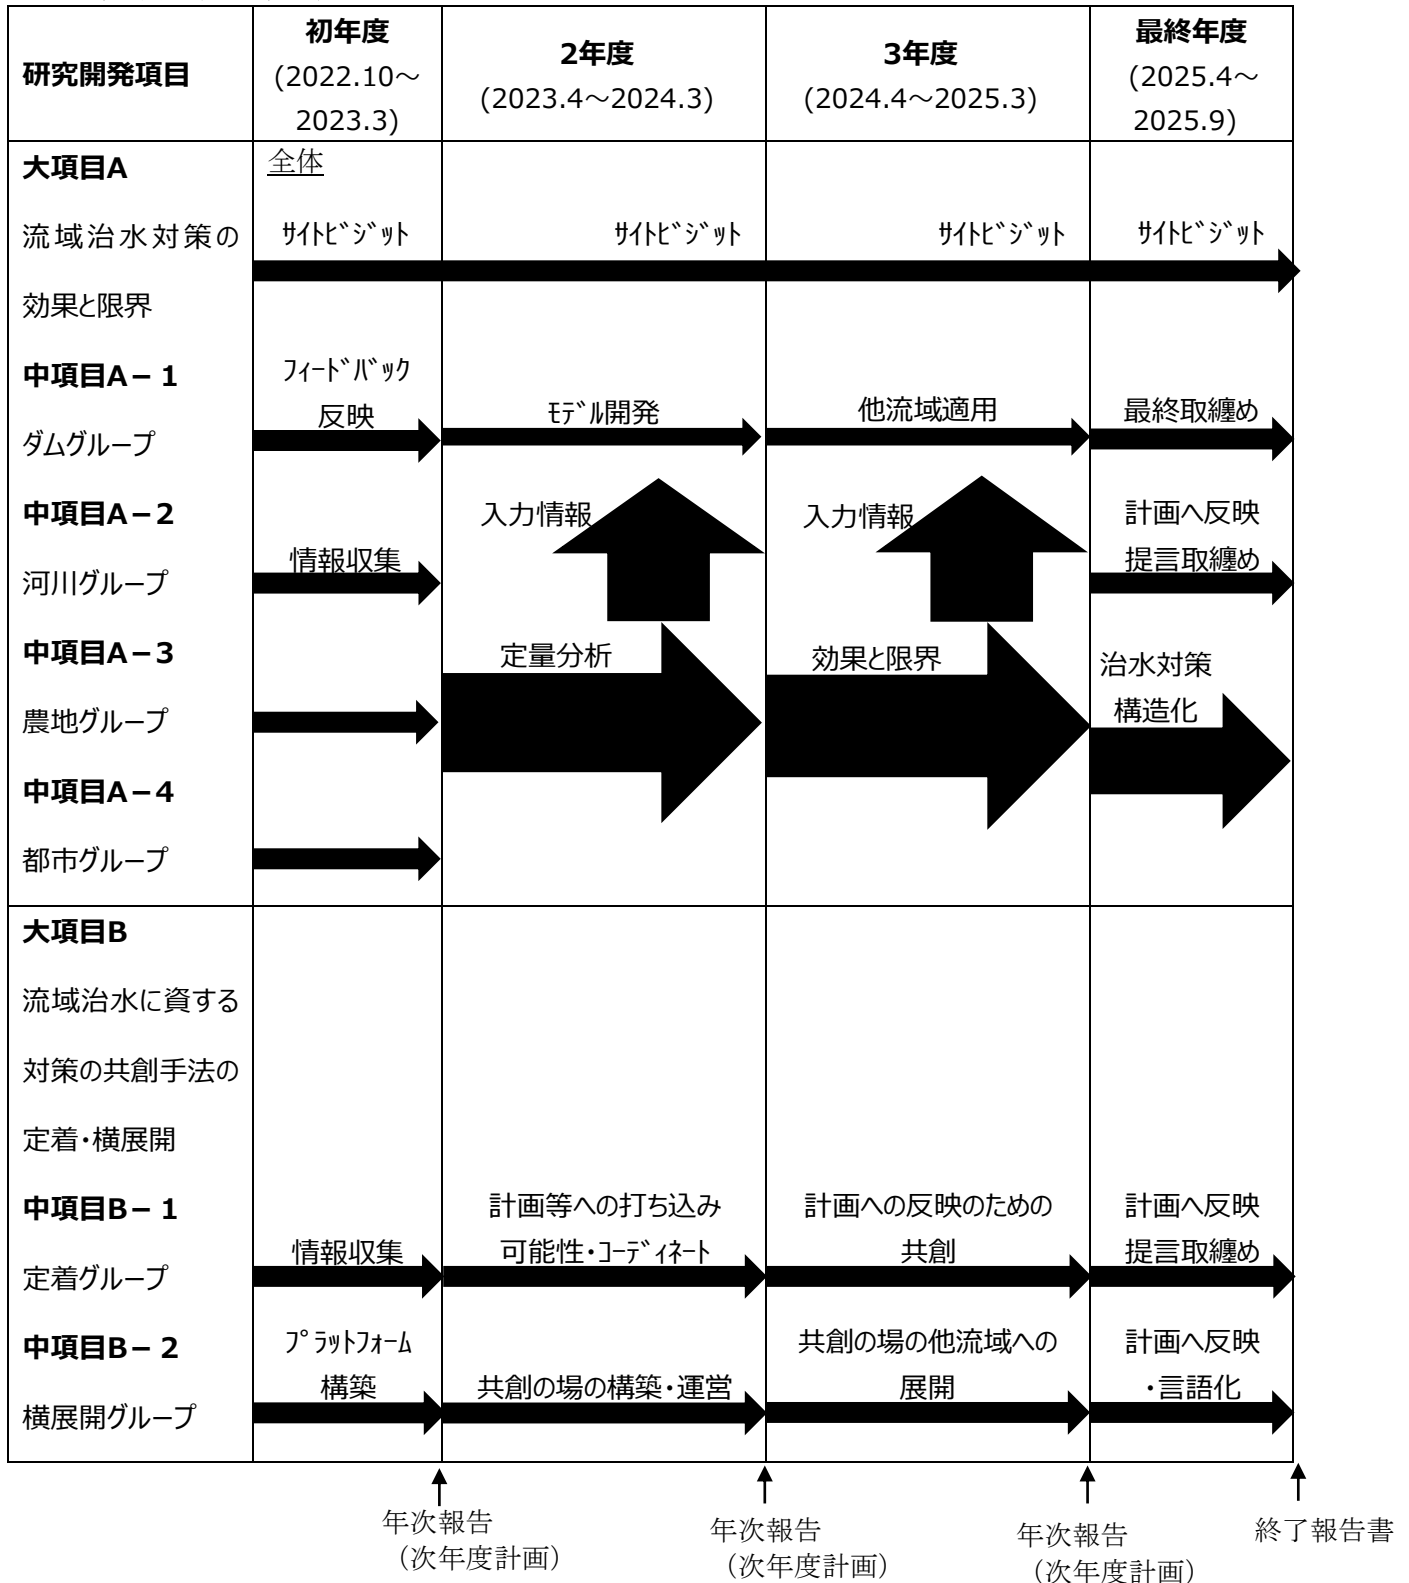 研究開発項目
初年度
(2022.10～
2023.3)
2年度
(2023.4～2024.3)
3年度
(2024.4～2025.3)
最終年度
(2025.4～
2025.9)
大項目A
流域治水対策の
効果と限界
全体
ｻｲﾄﾋﾞｼﾞｯﾄ
ｻｲﾄﾋﾞｼﾞｯﾄ
ｻｲﾄﾋﾞｼﾞｯﾄ
ｻｲﾄﾋﾞｼﾞｯﾄ
中項目A－1
ダムグループ
ﾌｨｰﾄﾞﾊﾞｯｸ
反映
ﾓﾃﾞﾙ開発
他流域適用
最終取纏め
中項目A－2
河川グループ
情報収集
入力情報
入力情報
計画へ反映
提言取纏め
中項目A－3
農地グループ
定量分析
効果と限界
治水対策
構造化
中項目A－4
都市グループ
大項目B
流域治水に資する
対策の共創手法の
定着・横展開
中項目B－1
定着グループ
情報収集
計画等への打ち込み
可能性・ｺｰﾃﾞｨﾈｰﾄ
計画への反映のための
共創
計画へ反映
提言取纏め
中項目B－2
横展開グループ
ﾌﾟﾗｯﾄﾌｫｰﾑ
構築
共創の場の構築・運営
共創の場の他流域への
展開
計画へ反映
・言語化
年次報告
（次年度計画）
年次報告
（次年度計画）
年次報告
（次年度計画）
終了報告書